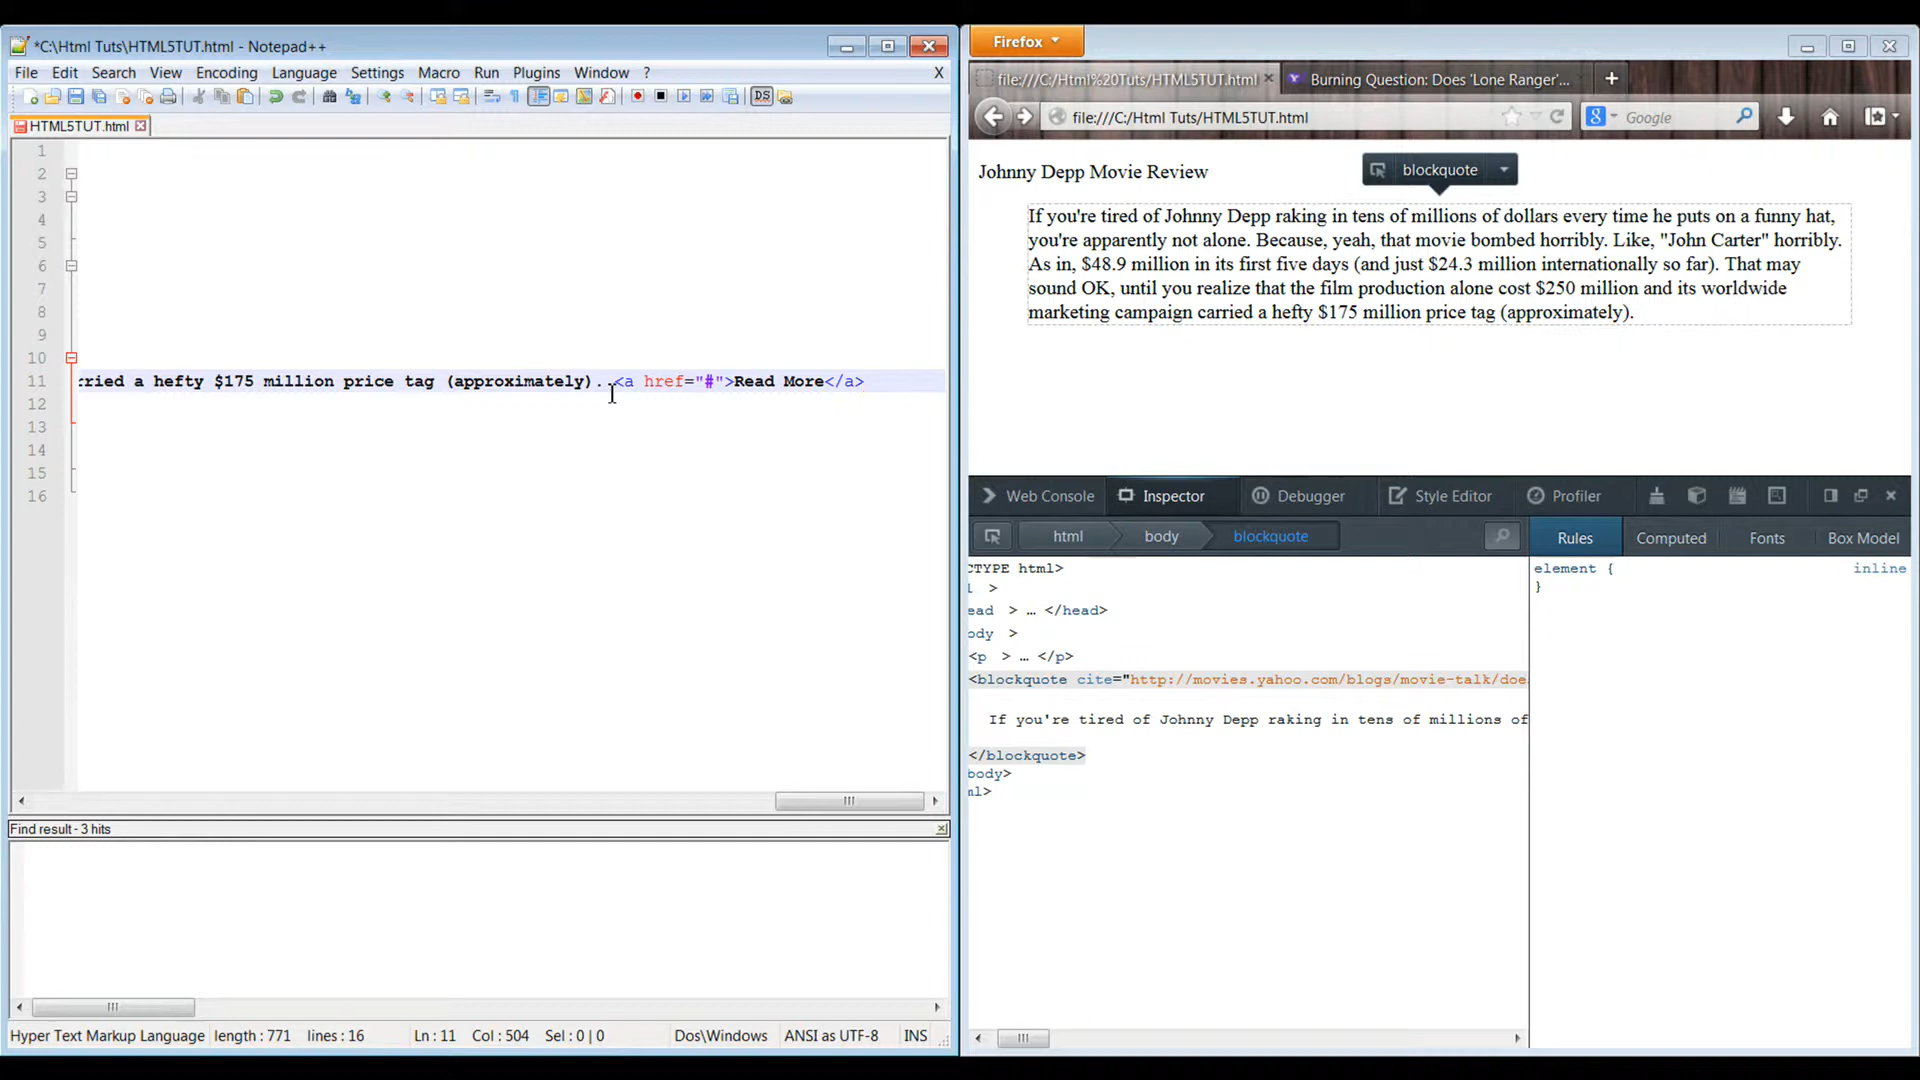 *C:\Html Tuts\HTML5TUT.html - Notepad++
File Edit Search View Encoding Language Settings Macro Run Plugins Window ? X
HTML5TUT.html
1
2
3
4
5
6
7
8
9
10
11 rried a hefty $175 million price tag (approximately)..<a href="#">Read More</a>
12
13
14
15
16
Find result - 3 hits
Hyper Text Markup Language length : 771 lines : 16 Ln : 11 Col : 504 Sel : 0 | 0 Dos\Windows ANSI as UTF-8 INS
Firefox
file:///C:/Html%20Tuts/HTML5TUT.html
Burning Question: Does 'Lone Ranger'...
file:///C:/Html Tuts/HTML5TUT.html
Google
Johnny Depp Movie Review
blockquote
If you're tired of Johnny Depp raking in tens of millions of dollars every time he puts on a funny hat,
you're apparently not alone. Because, yeah, that movie bombed horribly. Like, "John Carter" horribly.
As in, $48.9 million in its first five days (and just $24.3 million internationally so far). That may
sound OK, until you realize that the film production alone cost $250 million and its worldwide
marketing campaign carried a hefty $175 million price tag (approximately).
Web Console Inspector Debugger Style Editor Profiler
html body blockquote
Rules Computed Fonts Box Model
CTYPE html>
l >
ead > … </head>
ody >
<p > … </p>
<blockquote cite="http://movies.yahoo.com/blogs/movie-talk/doe
If you're tired of Johnny Depp raking in tens of millions of
</blockquote>
body>
ml>
element { inline
}